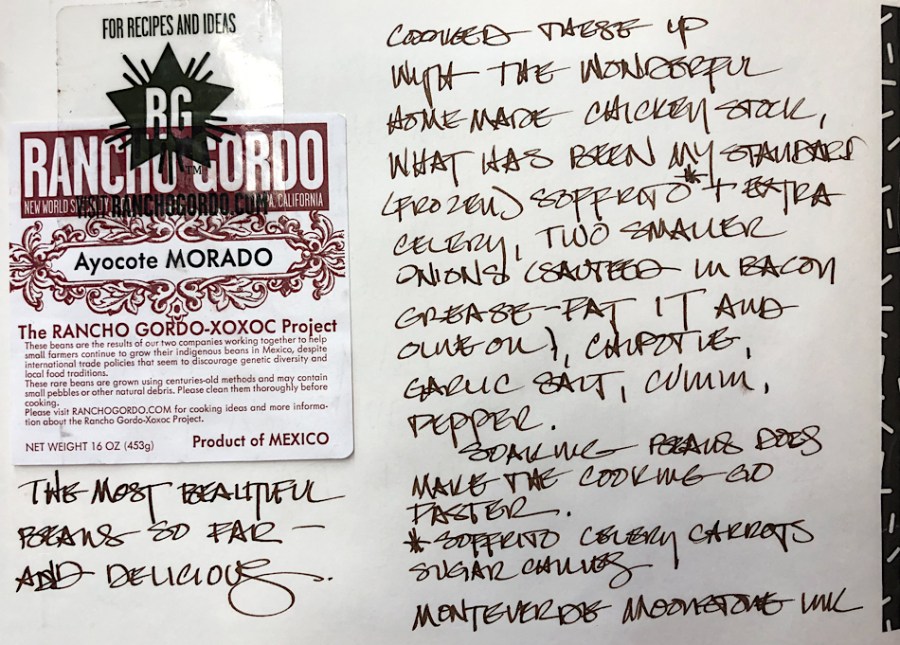 FOR RECIPES AND IDEAS
RG
RANCHO GORDO
TM
NEW WORLD SPECIALTY CALIFORNIA
VISIT RANCHOGORDO.COM
Ayocote MORADO
The RANCHO GORDO-XOXOC Project
These beans are the results of our two companies working together to help
small farmers continue to grow their indigenous beans in Mexico, despite
international trade policies that seem to discourage genetic diversity and
local food traditions.
These rare beans are grown using centuries-old methods and may contain
small pebbles or other natural debris. Please clean them thoroughly before
cooking.
Please visit RANCHOGORDO.COM for cooking ideas and more informa-
tion about the Rancho Gordo-Xoxoc Project.
NET WEIGHT 16 OZ (453g)
Product of MEXICO
THE MOST BEAUTIFUL
BEANS SO FAR —
AND DELICIOUS.
COOKED THESE UP
WITH THE WONDERFUL
HOMEMADE CHICKEN STOCK,
WHAT HAS BEEN MY STANDARD
(FROZEN) SOFFRITO* + EXTRA
CELERY, TWO SMALLER
ONIONS (SAUTEED IN BACON
GREASE-FAT IT AND
OLIVE OIL), CHIPOTLE,
GARLIC SALT, CUMIN,
PEPPER.
SOAKING BEANS DOES
MAKE THE COOKING GO
FASTER.
* SOFFRITO CELERY CARROTS
SUGAR CHILIES
MONTEVERDE MOONSTONE INK